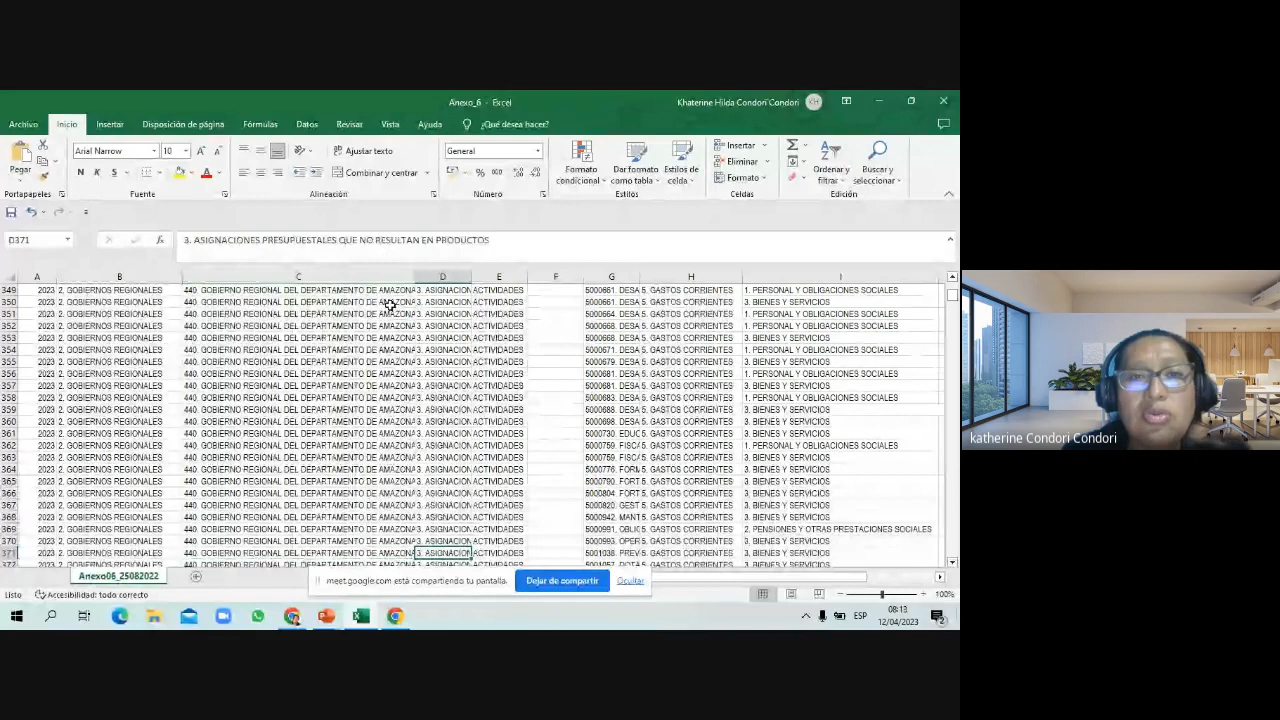 Anexo_6 - Excel
Khaterine Hilda Condori Condori KH
Archivo Inicio Insertar Disposición de página Fórmulas Datos Revisar Vista Ayuda ¿Qué desea hacer?
Pegar
Arial Narrow 10
N K S
Ajustar texto
Combinar y centrar
General
% 000
Formato condicional
Dar formato como tabla
Estilos de celda
Insertar
Eliminar
Formato
Ordenar y filtrar
Buscar y seleccionar
Portapapeles Fuente Alineación Número Estilos Celdas Edición
D371 fx 3. ASIGNACIONES PRESUPUESTALES QUE NO RESULTAN EN PRODUCTOS
A B C D E F G H I
349 2023 2. GOBIERNOS REGIONALES 440 GOBIERNO REGIONAL DEL DEPARTAMENTO DE AMAZONA 3. ASIGNACION ACTIVIDADES 5000661. DESA 5. GASTOS CORRIENTES 1. PERSONAL Y OBLIGACIONES SOCIALES
350 2023 2. GOBIERNOS REGIONALES 440 GOBIERNO REGIONAL DEL DEPARTAMENTO DE AMAZONA 3. ASIGNACION ACTIVIDADES 5000661. DESA 5. GASTOS CORRIENTES 3. BIENES Y SERVICIOS
351 2023 2. GOBIERNOS REGIONALES 440 GOBIERNO REGIONAL DEL DEPARTAMENTO DE AMAZONA 3. ASIGNACION ACTIVIDADES 5000664. DESA 5. GASTOS CORRIENTES 1. PERSONAL Y OBLIGACIONES SOCIALES
352 2023 2. GOBIERNOS REGIONALES 440 GOBIERNO REGIONAL DEL DEPARTAMENTO DE AMAZONA 3. ASIGNACION ACTIVIDADES 5000668. DESA 5. GASTOS CORRIENTES 1. PERSONAL Y OBLIGACIONES SOCIALES
353 2023 2. GOBIERNOS REGIONALES 440 GOBIERNO REGIONAL DEL DEPARTAMENTO DE AMAZONA 3. ASIGNACION ACTIVIDADES 5000668. DESA 5. GASTOS CORRIENTES 3. BIENES Y SERVICIOS
354 2023 2. GOBIERNOS REGIONALES 440 GOBIERNO REGIONAL DEL DEPARTAMENTO DE AMAZONA 3. ASIGNACION ACTIVIDADES 5000671. DESA 5. GASTOS CORRIENTES 1. PERSONAL Y OBLIGACIONES SOCIALES
355 2023 2. GOBIERNOS REGIONALES 440 GOBIERNO REGIONAL DEL DEPARTAMENTO DE AMAZONA 3. ASIGNACION ACTIVIDADES 5000679. DESA 5. GASTOS CORRIENTES 3. BIENES Y SERVICIOS
356 2023 2. GOBIERNOS REGIONALES 440 GOBIERNO REGIONAL DEL DEPARTAMENTO DE AMAZONA 3. ASIGNACION ACTIVIDADES 5000681. DESA 5. GASTOS CORRIENTES 1. PERSONAL Y OBLIGACIONES SOCIALES
357 2023 2. GOBIERNOS REGIONALES 440 GOBIERNO REGIONAL DEL DEPARTAMENTO DE AMAZONA 3. ASIGNACION ACTIVIDADES 5000681. DESA 5. GASTOS CORRIENTES 3. BIENES Y SERVICIOS
358 2023 2. GOBIERNOS REGIONALES 440 GOBIERNO REGIONAL DEL DEPARTAMENTO DE AMAZONA 3. ASIGNACION ACTIVIDADES 5000683. DESA 5. GASTOS CORRIENTES 1. PERSONAL Y OBLIGACIONES SOCIALES
359 2023 2. GOBIERNOS REGIONALES 440 GOBIERNO REGIONAL DEL DEPARTAMENTO DE AMAZONA 3. ASIGNACION ACTIVIDADES 5000688. DESA 5. GASTOS CORRIENTES 3. BIENES Y SERVICIOS
360 2023 2. GOBIERNOS REGIONALES 440 GOBIERNO REGIONAL DEL DEPARTAMENTO DE AMAZONA 3. ASIGNACION ACTIVIDADES 5000698. DESA 5. GASTOS CORRIENTES 3. BIENES Y SERVICIOS
361 2023 2. GOBIERNOS REGIONALES 440 GOBIERNO REGIONAL DEL DEPARTAMENTO DE AMAZONA 3. ASIGNACION ACTIVIDADES 5000730. EDUC 5. GASTOS CORRIENTES 3. BIENES Y SERVICIOS
362 2023 2. GOBIERNOS REGIONALES 440 GOBIERNO REGIONAL DEL DEPARTAMENTO DE AMAZONA 3. ASIGNACION ACTIVIDADES 5000759. FISCA 5. GASTOS CORRIENTES 1. PERSONAL Y OBLIGACIONES SOCIALES
363 2023 2. GOBIERNOS REGIONALES 440 GOBIERNO REGIONAL DEL DEPARTAMENTO DE AMAZONA 3. ASIGNACION ACTIVIDADES 5000759. FISCA 5. GASTOS CORRIENTES 3. BIENES Y SERVICIOS
364 2023 2. GOBIERNOS REGIONALES 440 GOBIERNO REGIONAL DEL DEPARTAMENTO DE AMAZONA 3. ASIGNACION ACTIVIDADES 5000776. FORM 5. GASTOS CORRIENTES 3. BIENES Y SERVICIOS
365 2023 2. GOBIERNOS REGIONALES 440 GOBIERNO REGIONAL DEL DEPARTAMENTO DE AMAZONA 3. ASIGNACION ACTIVIDADES 5000790. FORT 5. GASTOS CORRIENTES 3. BIENES Y SERVICIOS
366 2023 2. GOBIERNOS REGIONALES 440 GOBIERNO REGIONAL DEL DEPARTAMENTO DE AMAZONA 3. ASIGNACION ACTIVIDADES 5000804. FORT 5. GASTOS CORRIENTES 3. BIENES Y SERVICIOS
367 2023 2. GOBIERNOS REGIONALES 440 GOBIERNO REGIONAL DEL DEPARTAMENTO DE AMAZONA 3. ASIGNACION ACTIVIDADES 5000820. GEST 5. GASTOS CORRIENTES 3. BIENES Y SERVICIOS
368 2023 2. GOBIERNOS REGIONALES 440 GOBIERNO REGIONAL DEL DEPARTAMENTO DE AMAZONA 3. ASIGNACION ACTIVIDADES 5000942. MANT 5. GASTOS CORRIENTES 3. BIENES Y SERVICIOS
369 2023 2. GOBIERNOS REGIONALES 440 GOBIERNO REGIONAL DEL DEPARTAMENTO DE AMAZONA 3. ASIGNACION ACTIVIDADES 5000991. OBLIG 5. GASTOS CORRIENTES 2. PENSIONES Y OTRAS PRESTACIONES SOCIALES
370 2023 2. GOBIERNOS REGIONALES 440 GOBIERNO REGIONAL DEL DEPARTAMENTO DE AMAZONA 3. ASIGNACION ACTIVIDADES 5000993. OPER 5. GASTOS CORRIENTES 3. BIENES Y SERVICIOS
371 2023 2. GOBIERNOS REGIONALES 440 GOBIERNO REGIONAL DEL DEPARTAMENTO DE AMAZONA 3. ASIGNACION ACTIVIDADES 5001038. PREV 5. GASTOS CORRIENTES 3. BIENES Y SERVICIOS
Anexo06_25082022
meet.google.com está compartiendo tu pantalla. Dejar de compartir Ocultar
Listo Accesibilidad: todo correcto 100%
ESP 08:13
12/04/2023
katherine Condori Condori